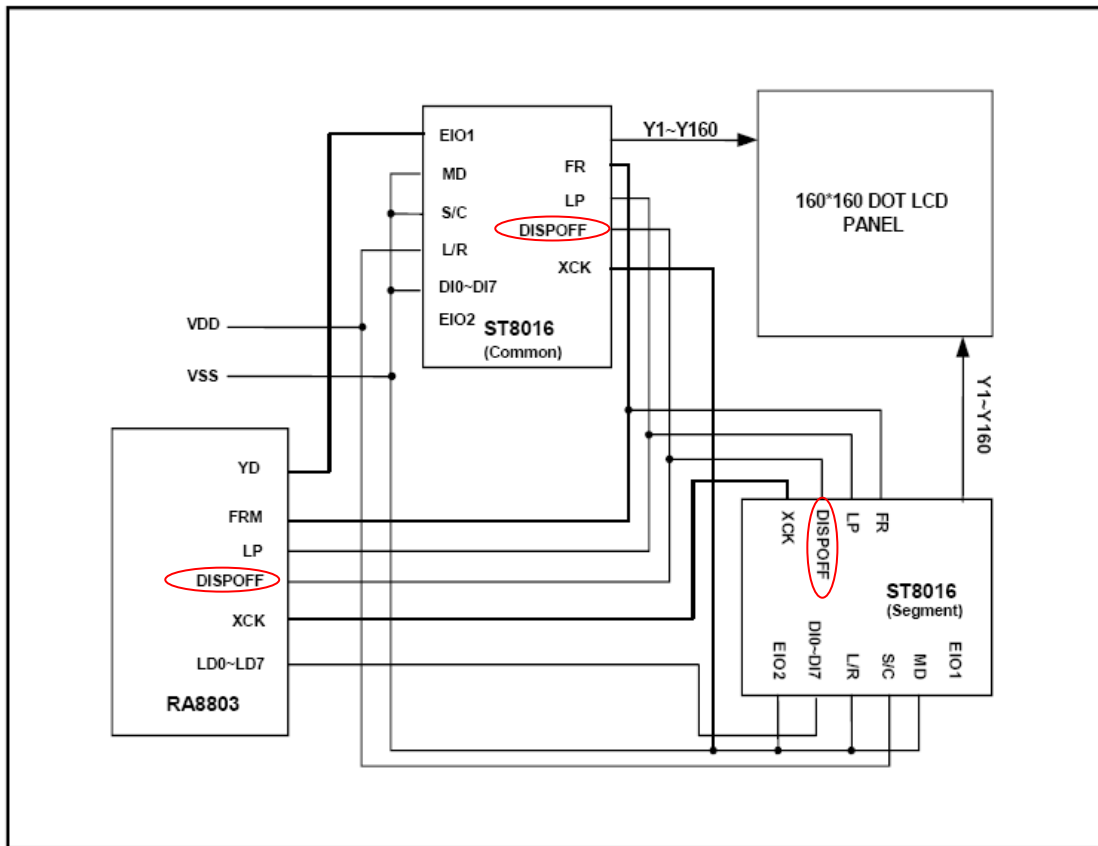 EIO1
MD
S/C
L/R
DI0~DI7
EIO2
FR
LP
DISPOFF
XCK
ST8016
(Common)
Y1~Y160
160*160 DOT LCD
PANEL
VDD
VSS
YD
FRM
LP
DISPOFF
XCK
LD0~LD7
RA8803
Y1~Y160
XCK
DISPOFF
LP
FR
ST8016
(Segment)
EIO2
DI0~DI7
L/R
S/C
MD
EIO1